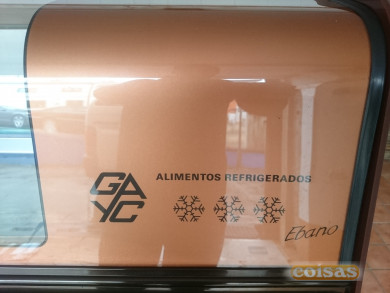 GAYC
ALIMENTOS REFRIGERADOS
Ebano
coisas